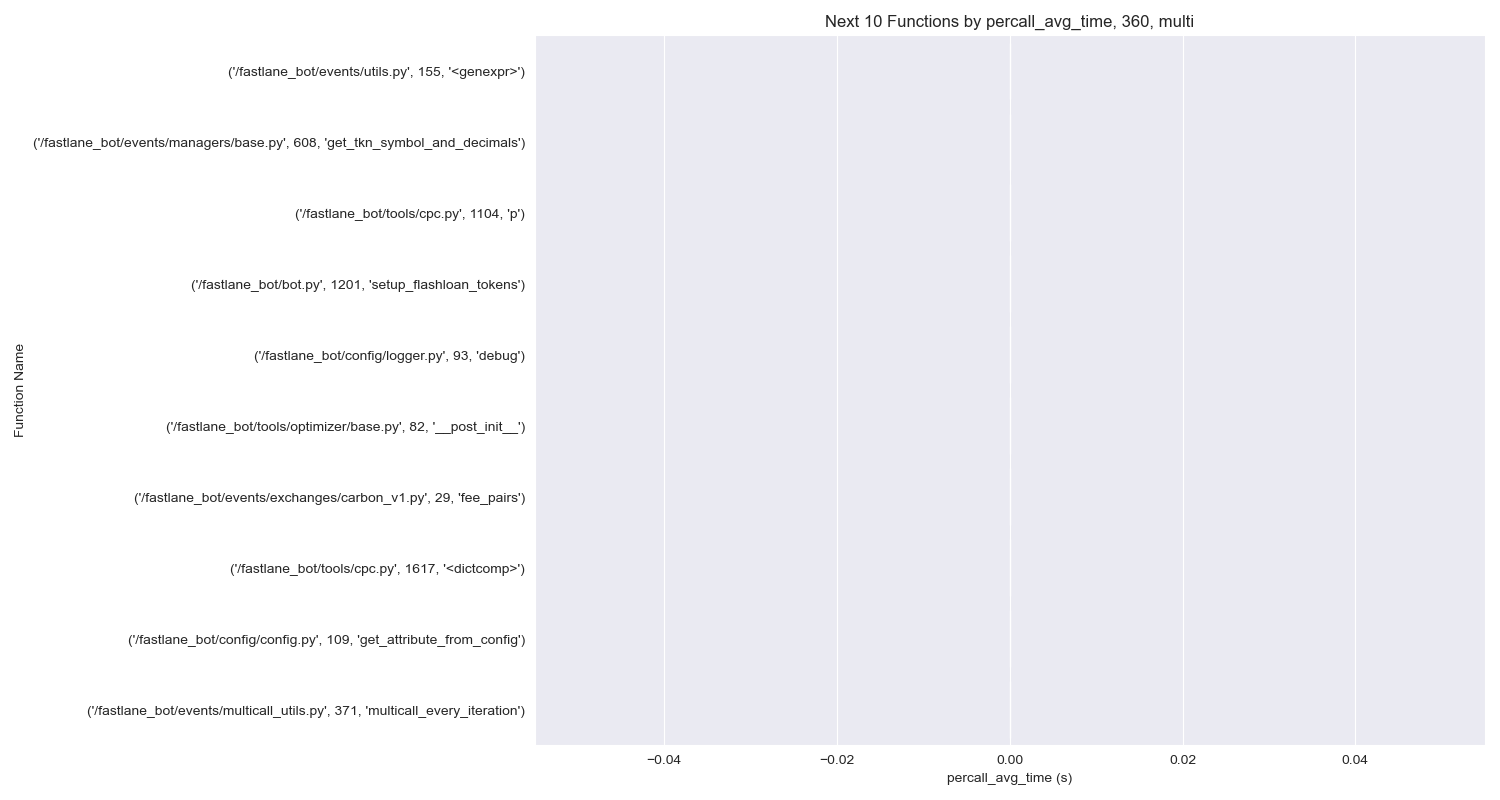 Next 10 Functions by percall_avg_time, 360, multi
('/fastlane_bot/events/utils.py', 155, '<genexpr>')
('/fastlane_bot/events/managers/base.py', 608, 'get_tkn_symbol_and_decimals')
('/fastlane_bot/tools/cpc.py', 1104, 'p')
('/fastlane_bot/bot.py', 1201, 'setup_flashloan_tokens')
('/fastlane_bot/config/logger.py', 93, 'debug')
('/fastlane_bot/tools/optimizer/base.py', 82, '__post_init__')
('/fastlane_bot/events/exchanges/carbon_v1.py', 29, 'fee_pairs')
('/fastlane_bot/tools/cpc.py', 1617, '<dictcomp>')
('/fastlane_bot/config/config.py', 109, 'get_attribute_from_config')
('/fastlane_bot/events/multicall_utils.py', 371, 'multicall_every_iteration')
Function Name
−0.04 −0.02 0.00 0.02 0.04
percall_avg_time (s)